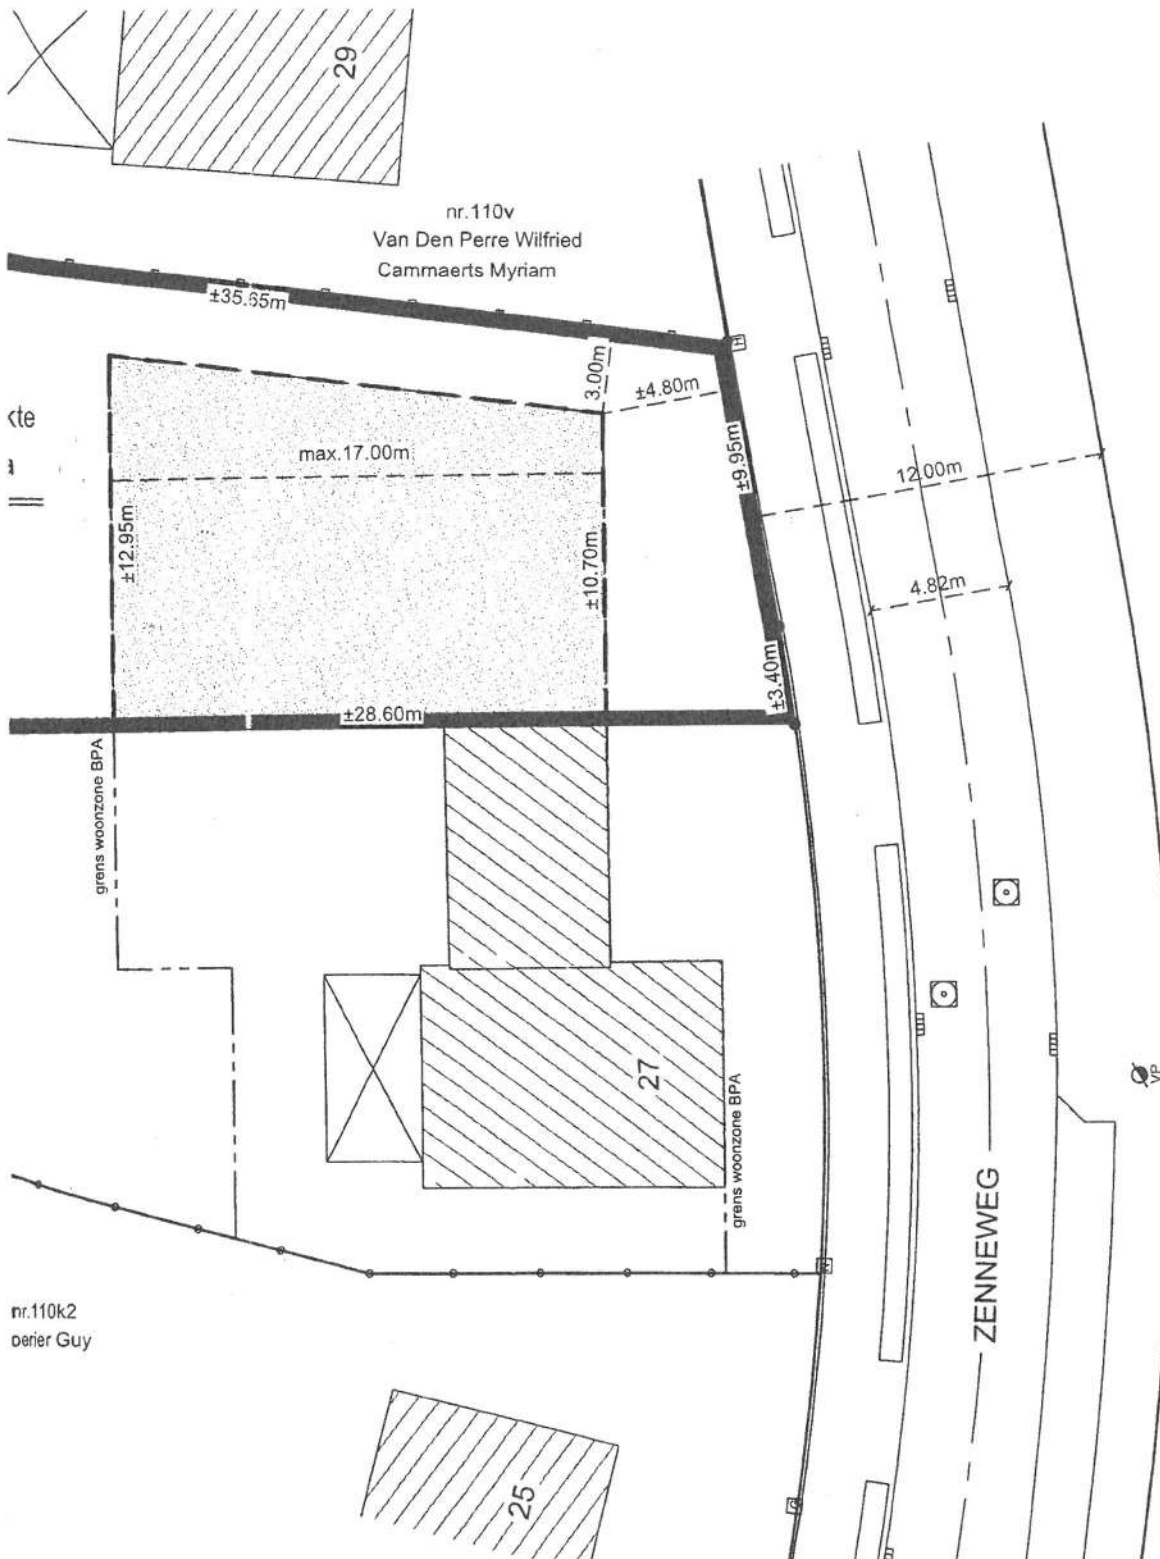 29
nr.110v
Van Den Perre Wilfried
Cammaerts Myriam
±35.65m
3.00m
±4.80m
kte
a
max.17.00m
±9.95m
12.00m
±12.95m
±10.70m
4.82m
±3.40m
±28.60m
grens woonzone BPA
27
grens woonzone BPA
VP
ZENNEWEG
nr.110k2
perier Guy
25
H
G